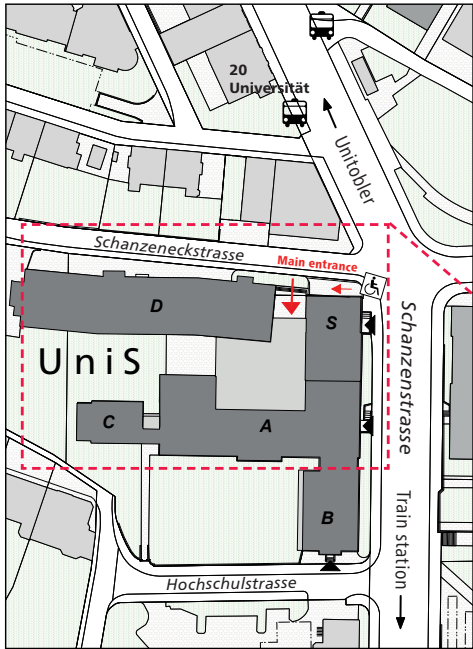 20
Universität
Unitobler
Schanzeneckstrasse
Main entrance
D
S
Schanzenstrasse
UniS
C
A
B
Train station
Hochschulstrasse